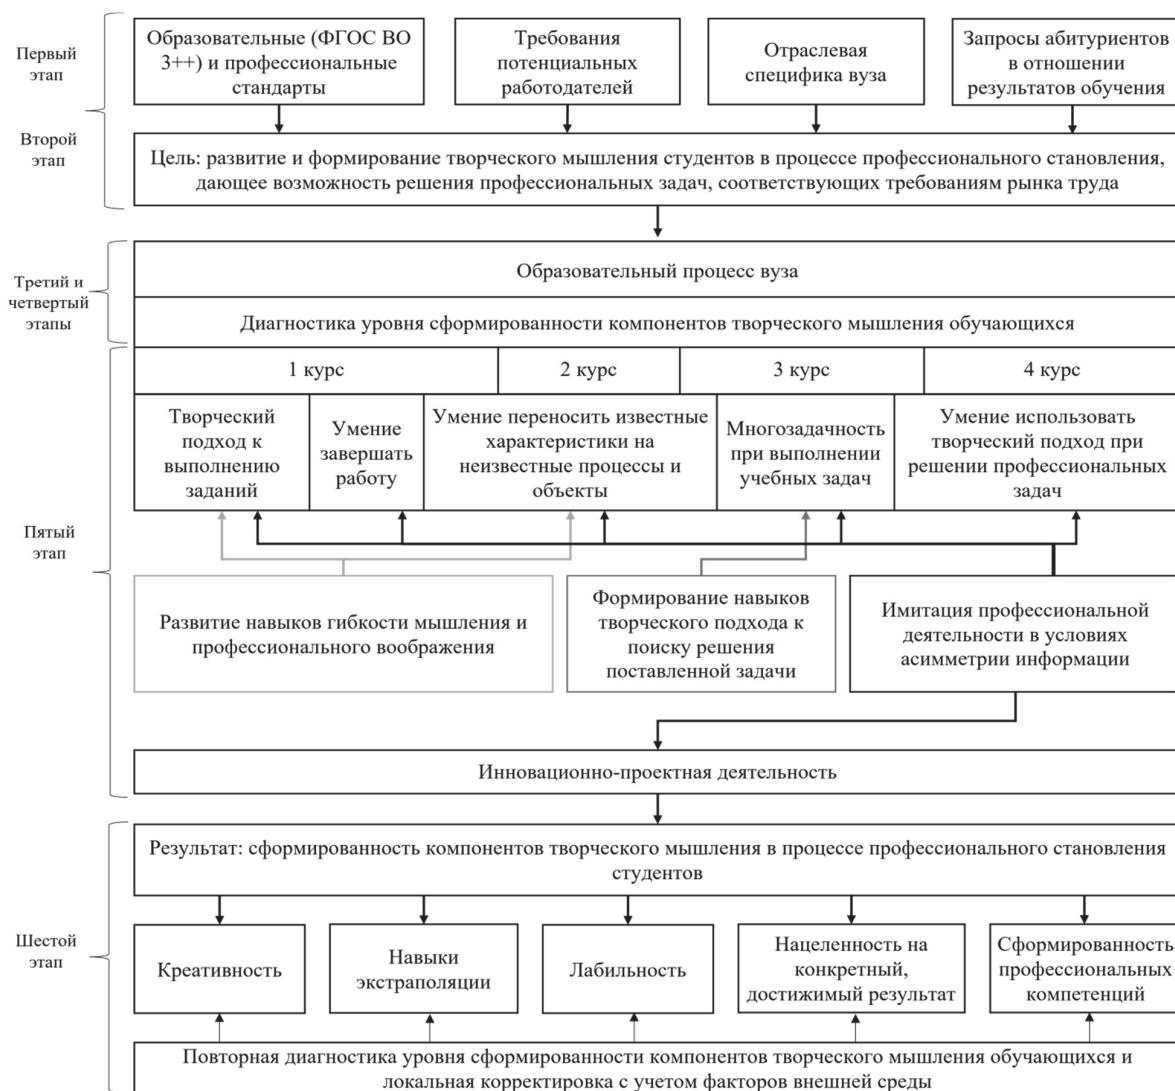 Первый
этап
Образовательные (ФГОС ВО
3++) и профессиональные
стандарты
Требования
потенциальных
работодателей
Отраслевая
специфика вуза
Запросы абитуриентов
в отношении
результатов обучения
Второй
этап
Цель: развитие и формирование творческого мышления студентов в процессе профессионального становления,
дающее возможность решения профессиональных задач, соответствующих требованиям рынка труда
Третий и
четвертый
этапы
Образовательный процесс вуза
Диагностика уровня сформированности компонентов творческого мышления обучающихся
Пятый
этап
1 курс
2 курс
3 курс
4 курс
Творческий
подход к
выполнению
заданий
Умение
завершать
работу
Умение переносить известные
характеристики на
неизвестные процессы и
объекты
Многозадачность
при выполнении
учебных задач
Умение использовать
творческий подход при
решении профессиональных
задач
Развитие навыков гибкости мышления и
профессионального воображения
Формирование навыков
творческого подхода к
поиску решения
поставленной задачи
Имитация профессиональной
деятельности в условиях
асимметрии информации
Инновационно-проектная деятельность
Шестой
этап
Результат: сформированность компонентов творческого мышления в процессе профессионального становления
студентов
Креативность
Навыки
экстраполяции
Лабильность
Нацеленность на
конкретный,
достижимый результат
Сформированность
профессиональных
компетенций
Повторная диагностика уровня сформированности компонентов творческого мышления обучающихся и
локальная корректировка с учетом факторов внешней среды